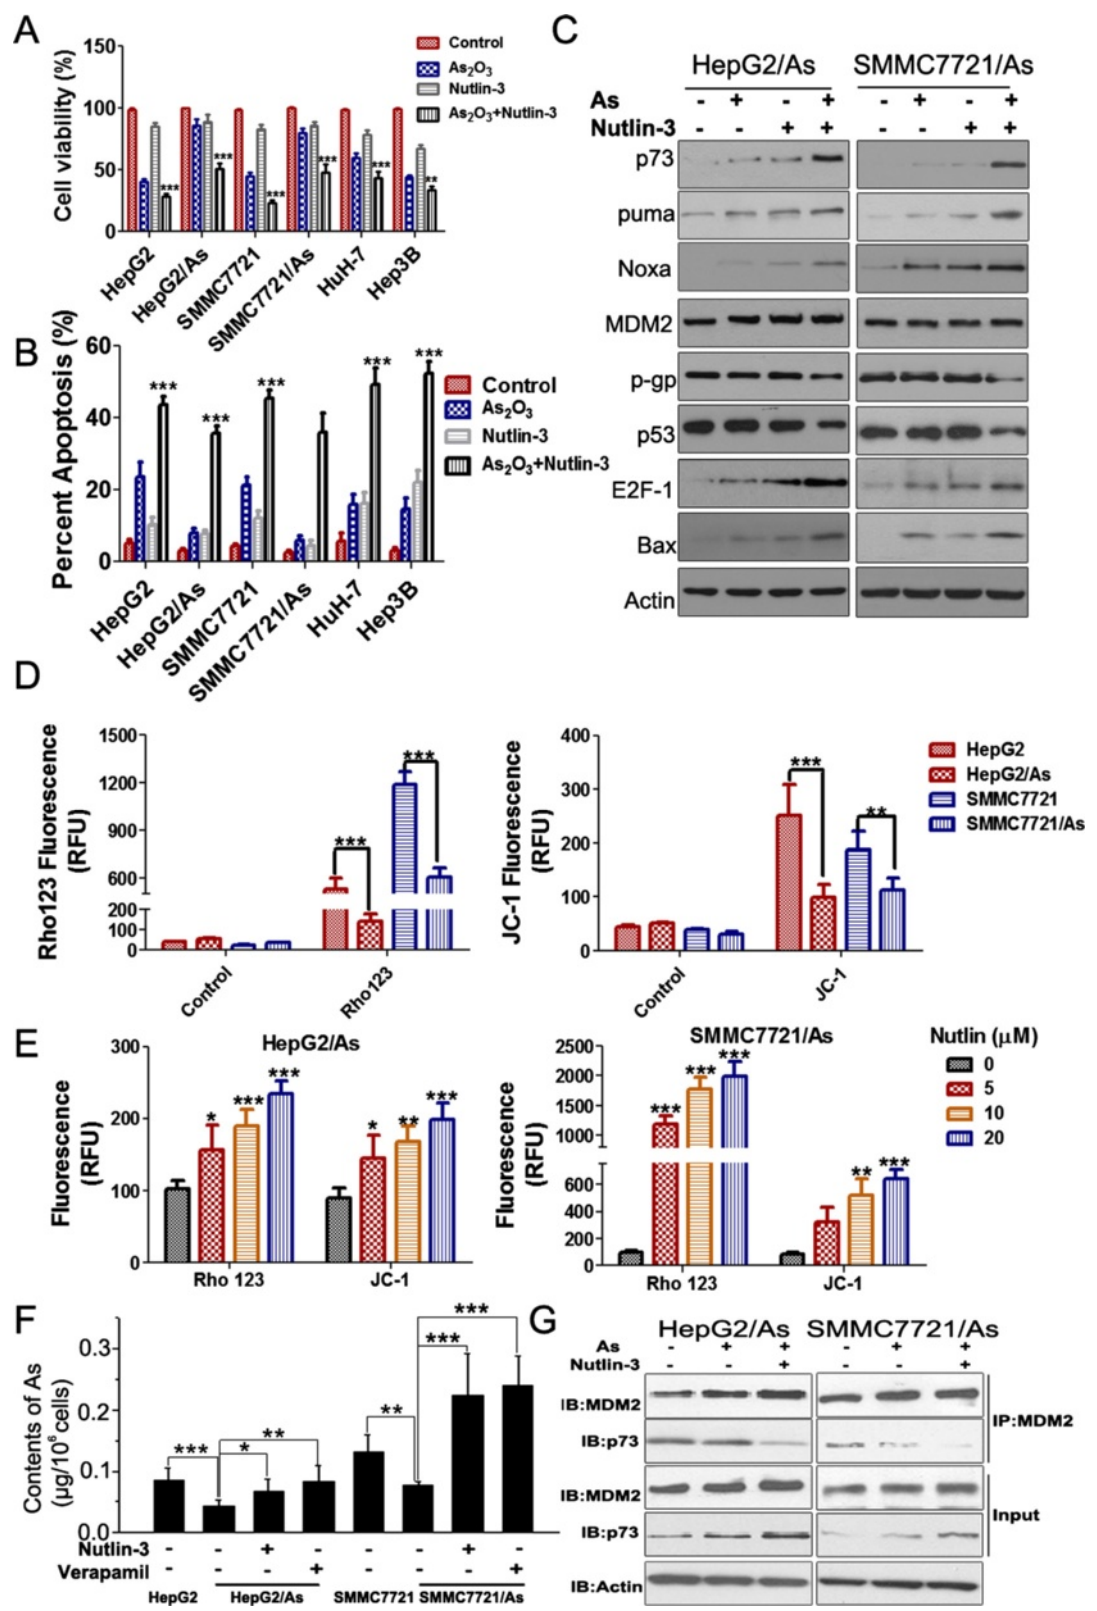 A
Cell viability (%)
150
100
50
0
Control
As2O3
Nutlin-3
As2O3+Nutlin-3
***
***
***
***
***
**
HepG2
HepG2/As
SMMC7721
SMMC7721/As
HuH-7
Hep3B
B
Percent Apoptosis (%)
60
40
20
0
***
***
***
***
***
Control
As2O3
Nutlin-3
As2O3+Nutlin-3
HepG2
HepG2/As
SMMC7721
SMMC7721/As
HuH-7
Hep3B
C
HepG2/As SMMC7721/As
As - + - + - + - +
Nutlin-3 - - + + - - + +
p73
puma
Noxa
MDM2
p-gp
p53
E2F-1
Bax
Actin
D
Rho123 Fluorescence
(RFU)
1500
1200
900
600
200
100
0
***
***
Control
Rho123
JC-1 Fluorescence
(RFU)
400
300
200
100
0
***
**
Control
JC-1
HepG2
HepG2/As
SMMC7721
SMMC7721/As
E
HepG2/As
Fluorescence
(RFU)
300
200
100
0
* *** ***
* ** ***
Rho 123 JC-1
SMMC7721/As
Fluorescence
(RFU)
2500
2000
1500
1000
600
400
200
0
*** *** ***
** ***
Rho 123 JC-1
Nutlin (μM)
0
5
10
20
F
Contents of As
(μg/10^6 cells)
0.3
0.2
0.1
0.0
***
*
**
**
***
***
Nutlin-3 - - + - - - + -
Verapamil - - - + - - - +
HepG2 HepG2/As SMMC7721 SMMC7721/As
G
HepG2/As SMMC7721/As
As - + + - + +
Nutlin-3 - - + - - +
IB:MDM2
IB:p73
IP:MDM2
IB:MDM2
IB:p73
Input
IB:Actin